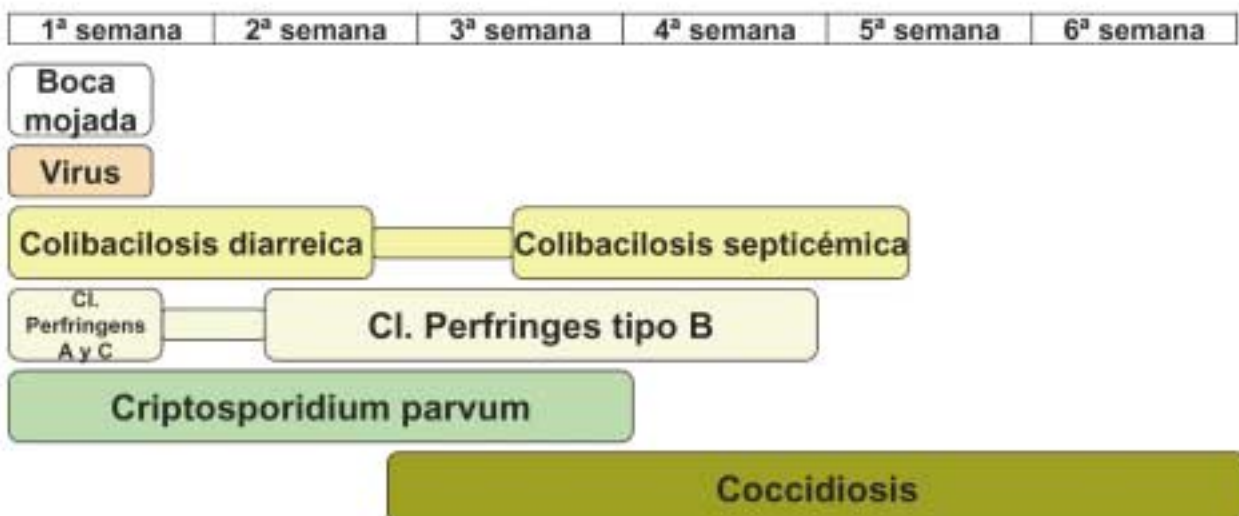 1ª semana 2ª semana 3ª semana 4ª semana 5ª semana 6ª semana
Boca
mojada
Virus
Colibacilosis diarreica Colibacilosis septicémica
Cl.
Perfringens
A y C
Cl. Perfringes tipo B
Criptosporidium parvum
Coccidiosis